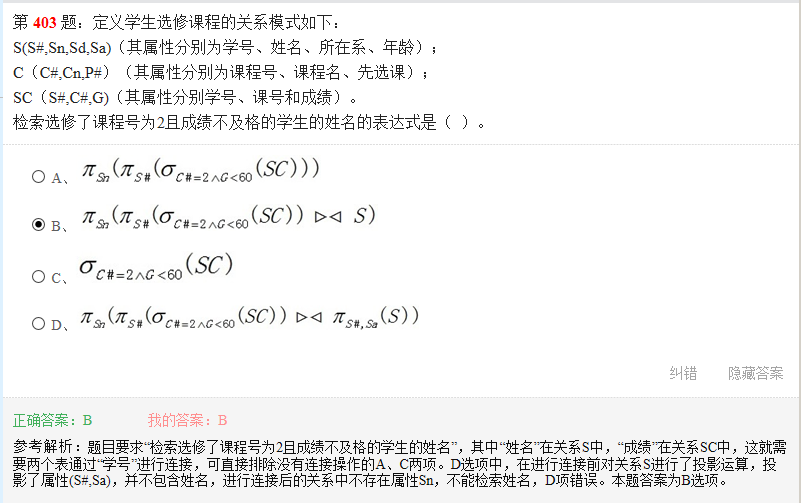 第 403 题：定义学生选修课程的关系模式如下：
S(S#,Sn,Sd,Sa)（其属性分别为学号、姓名、所在系、年龄）；
C（C#,Cn,P#）（其属性分别为课程号、课程名、先选课）；
SC（S#,C#,G)（其属性分别学号、课号和成绩）。
检索选修了课程号为2且成绩不及格的学生的姓名的表达式是（ ）。
A、 π Sn (π S# (σ C#=2∧G<60 (SC)))
B、 π Sn (π S# (σ C#=2∧G<60 (SC)) ▷◁ S)
C、 σ C#=2∧G<60 (SC)
D、 π Sn (π S# (σ C#=2∧G<60 (SC)) ▷◁ π S#,Sa (S))
纠错 隐藏答案
正确答案：B 我的答案：B
参考解析：题目要求“检索选修了课程号为2且成绩不及格的学生的姓名”，其中“姓名”在关系S中，“成绩”在关系SC中，这就需
要两个表通过“学号”进行连接，可直接排除没有连接操作的A、C两项。D选项中，在进行连接前对关系S进行了投影运算，投
影了属性(S#,Sa)，并不包含姓名，进行连接后的关系中不存在属性Sn，不能检索姓名，D项错误。本题答案为B选项。